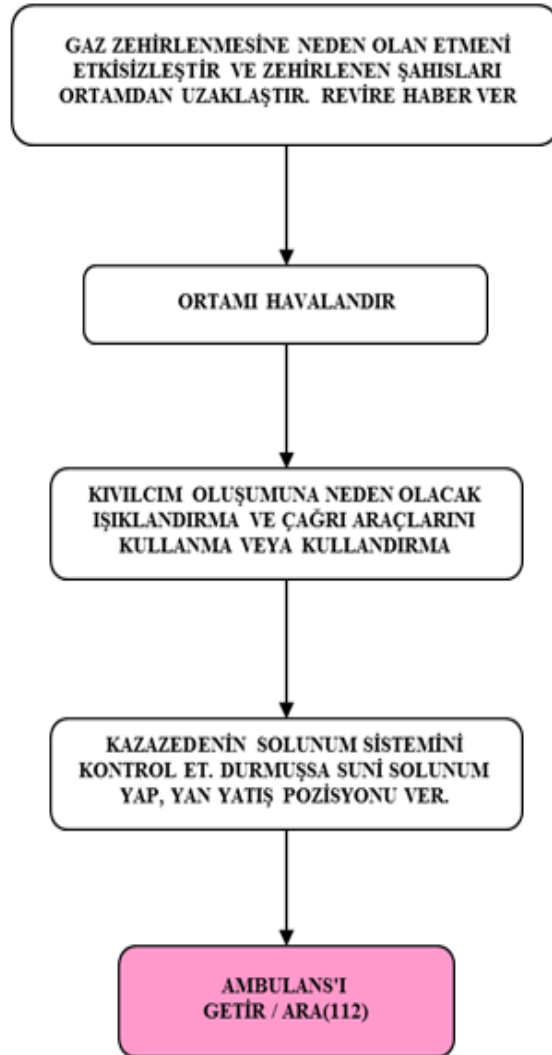 GAZ ZEHİRLENMESİNE NEDEN OLAN ETMENİ
ETKİSİZLEŞTİR VE ZEHİRLENEN ŞAHISLARI
ORTAMDAN UZAKLAŞTIR. REVİRE HABER VER
ORTAMI HAVALANDIR
KIVILCIM OLUŞUMUNA NEDEN OLACAK
IŞIKLANDIRMA VE ÇAĞRI ARAÇLARINI
KULLANMA VEYA KULLANDIRMA
KAZAZEDENİN SOLUNUM SİSTEMİNİ
KONTROL ET. DURMUŞSA SUNİ SOLUNUM
YAP, YAN YATIŞ POZİSYONU VER.
AMBULANS'I
GETİR / ARA(112)